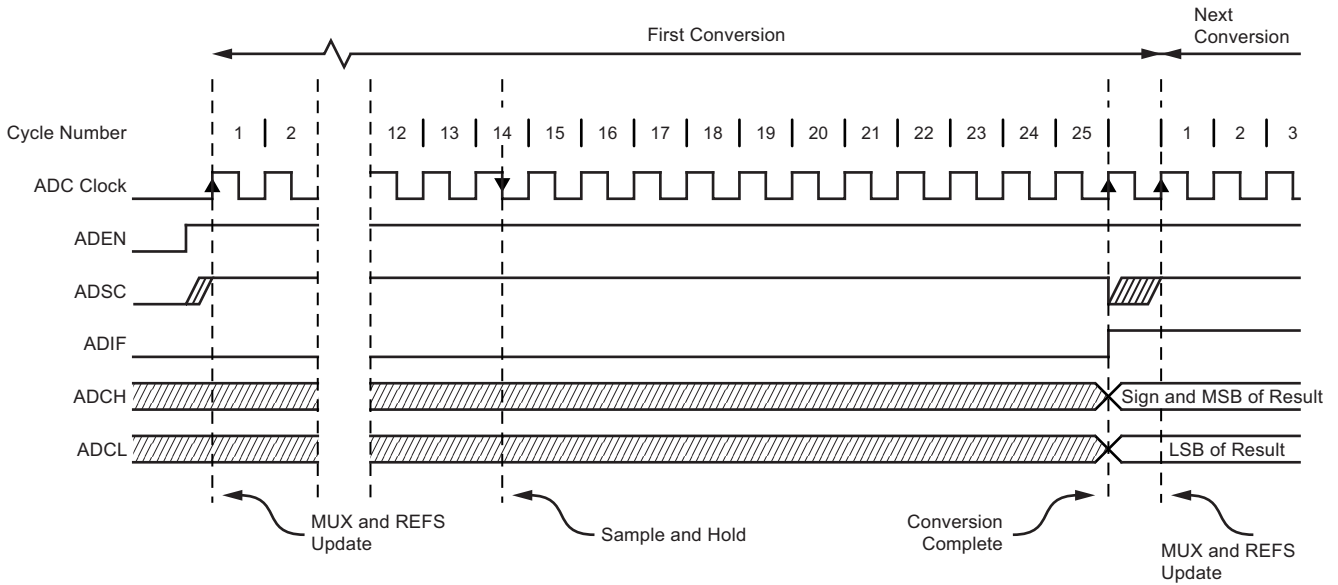 First Conversion
Next
Conversion
Cycle Number 1 2 12 13 14 15 16 17 18 19 20 21 22 23 24 25 1 2 3
ADC Clock
ADEN
ADSC
ADIF
ADCH Sign and MSB of Result
ADCL LSB of Result
MUX and REFS
Update
Sample and Hold
Conversion
Complete
MUX and REFS
Update